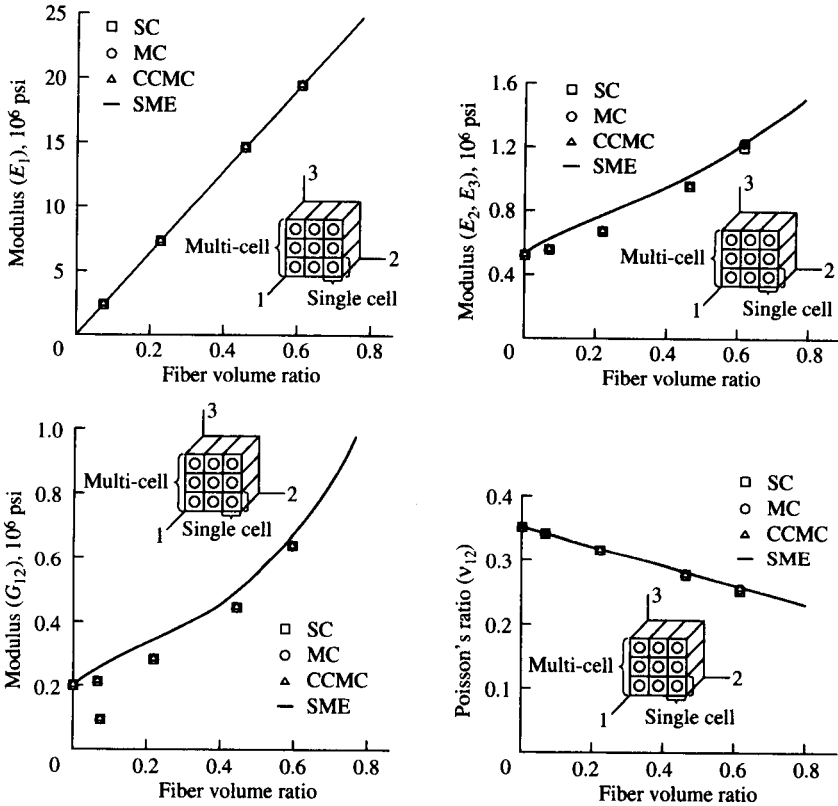 25
20
15
10
5
0
0.2
0.4
0.6
0.8
Modulus (E₁), 10⁶ psi
Fiber volume ratio
SC
MC
CCMC
SME
3
Multi-cell
2
1
Single cell
1.6
1.2
0.8
0.4
0
0.2
0.4
0.6
0.8
Modulus (E₂, E₃), 10⁶ psi
Fiber volume ratio
SC
MC
CCMC
SME
3
Multi-cell
2
1
Single cell
1.0
0.8
0.6
0.4
0.2
0
0.2
0.4
0.6
0.8
Modulus (G₁₂), 10⁶ psi
Fiber volume ratio
3
Multi-cell
2
1
Single cell
SC
MC
CCMC
SME
0.4
0.3
0.2
0.1
0
0.2
0.4
0.6
0.8
Poisson's ratio (ν₁₂)
Fiber volume ratio
SC
MC
CCMC
SME
3
Multi-cell
2
1
Single cell